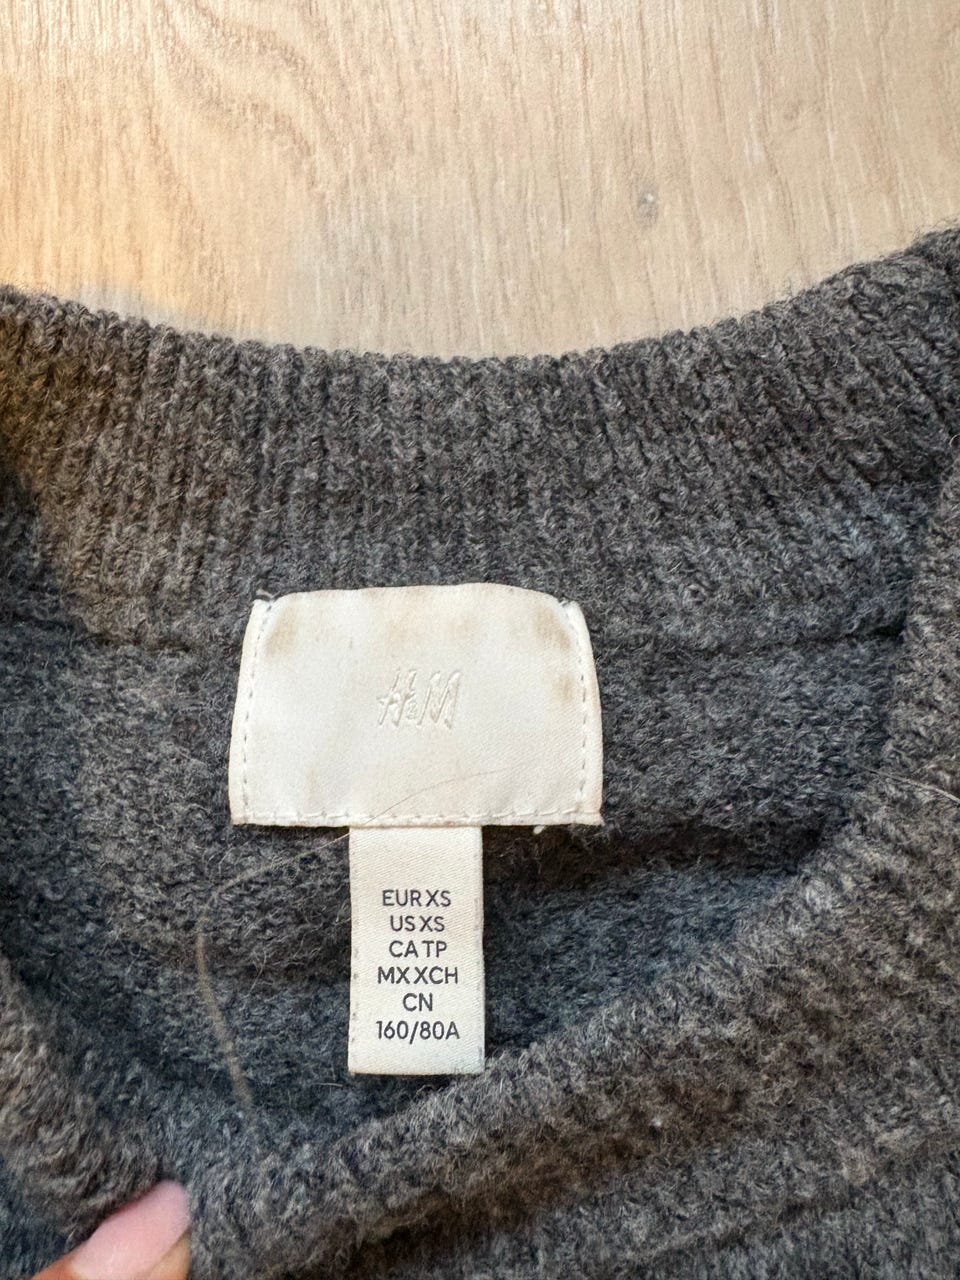 H&M
EUR XS
US XS
CA TP
MX XCH
CN
160/80A